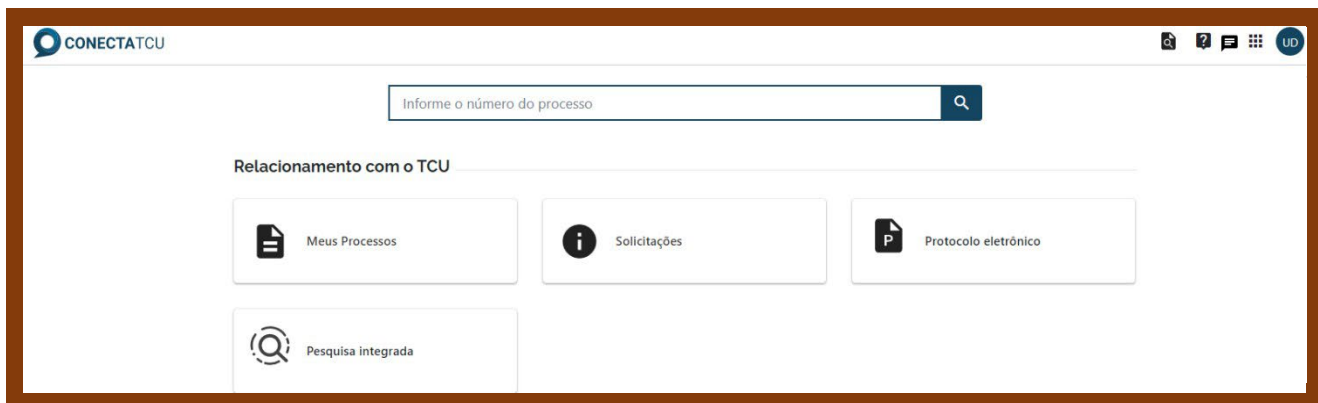 CONECTATCU
UD
Informe o número do processo
Relacionamento com o TCU
Meus Processos
Solicitações
P
Protocolo eletrônico
Pesquisa integrada